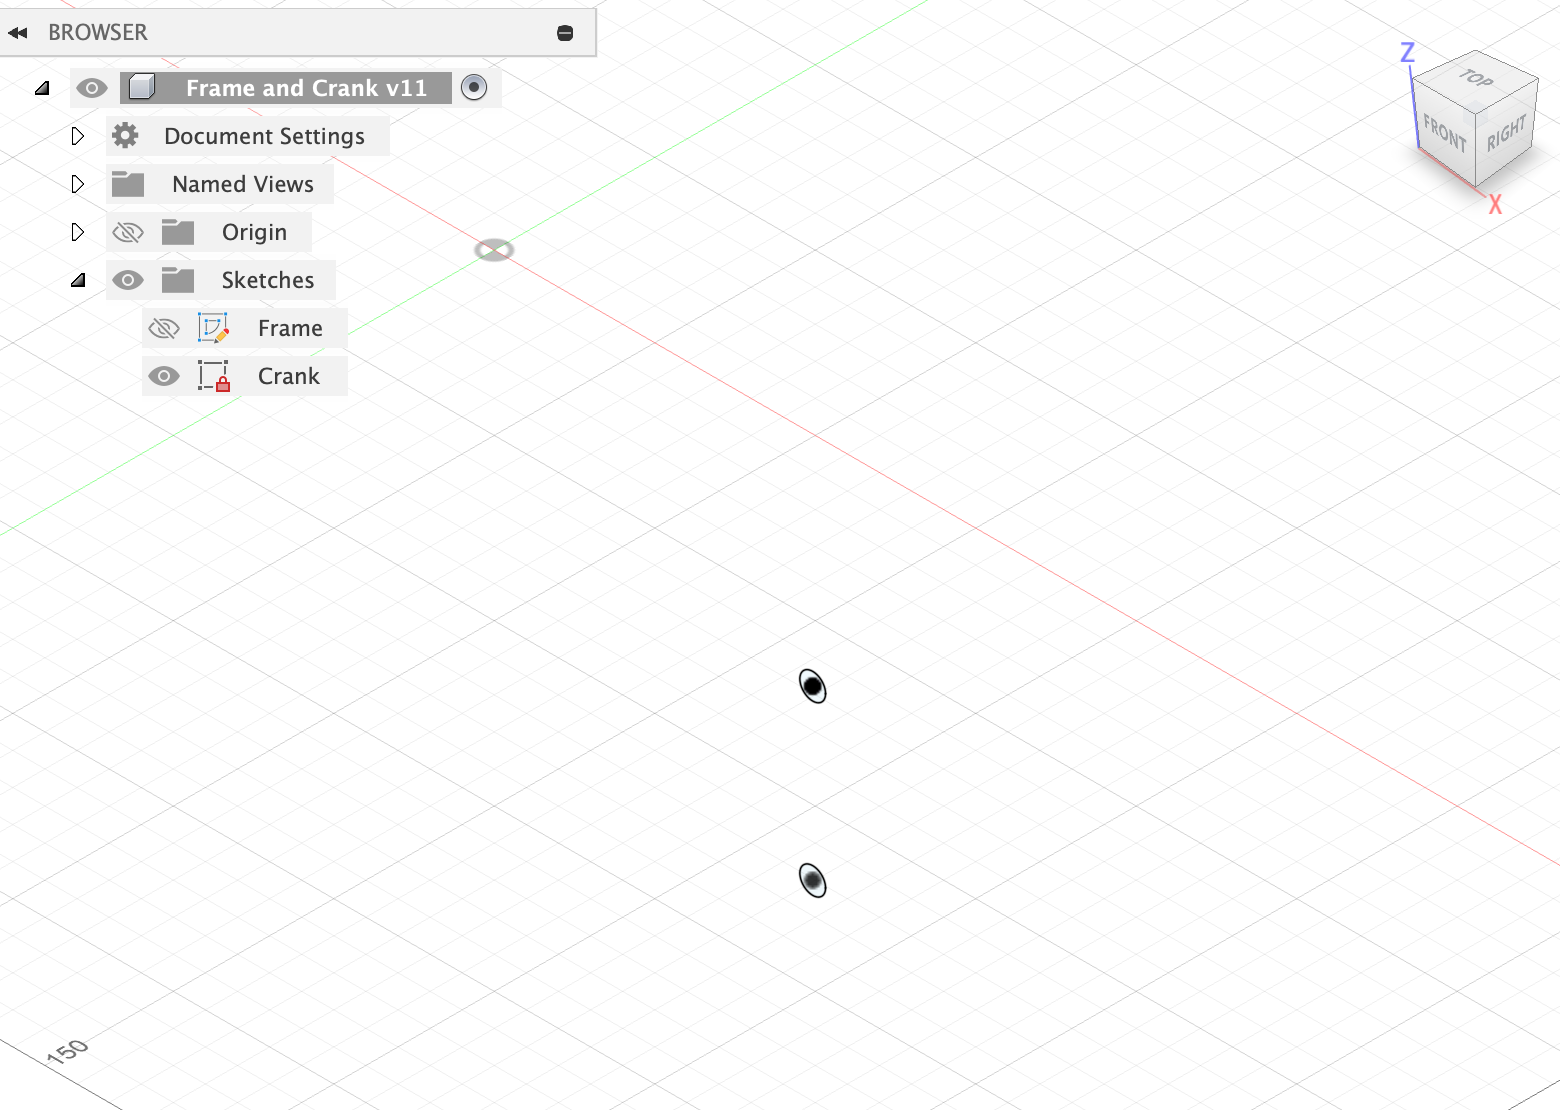 BROWSER
Frame and Crank v11
Document Settings
Named Views
Origin
Sketches
Frame
Crank
Z
TOP
FRONT
RIGHT
X
150